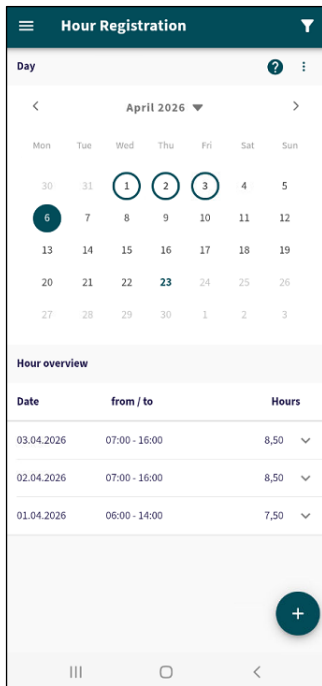 Hour Registration
Day
April 2026
Mon Tue Wed Thu Fri Sat Sun
30 31 1 2 3 4 5
6 7 8 9 10 11 12
13 14 15 16 17 18 19
20 21 22 23 24 25 26
27 28 29 30 1 2 3
Hour overview
Date from / to Hours
03.04.2026 07:00 - 16:00 8,50
02.04.2026 07:00 - 16:00 8,50
01.04.2026 06:00 - 14:00 7,50